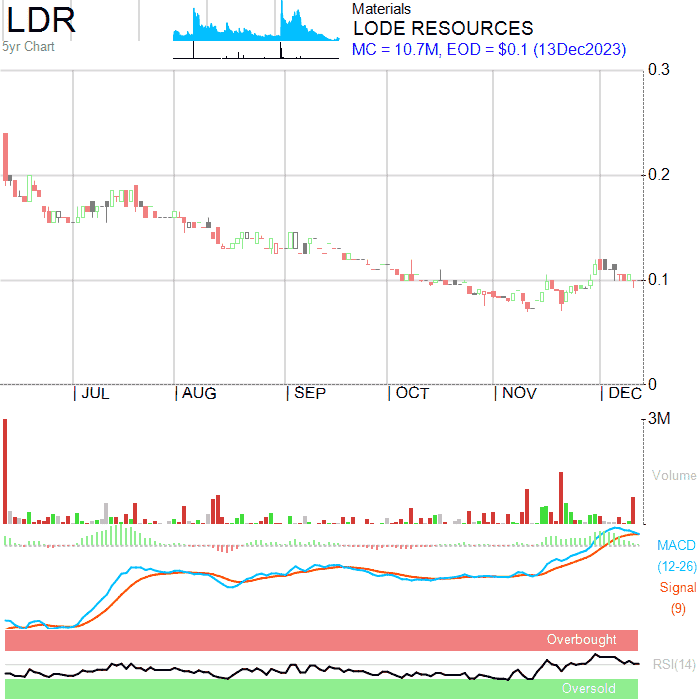 LDR
5yr Chart
Materials
LODE RESOURCES
MC = 10.7M, EOD = $0.1 (13Dec2023)
0.3
0.2
0.1
0
| JUL | AUG | SEP | OCT | NOV | DEC
3M
Volume
MACD
(12-26)
Signal
(9)
Overbought
RSI(14)
Oversold